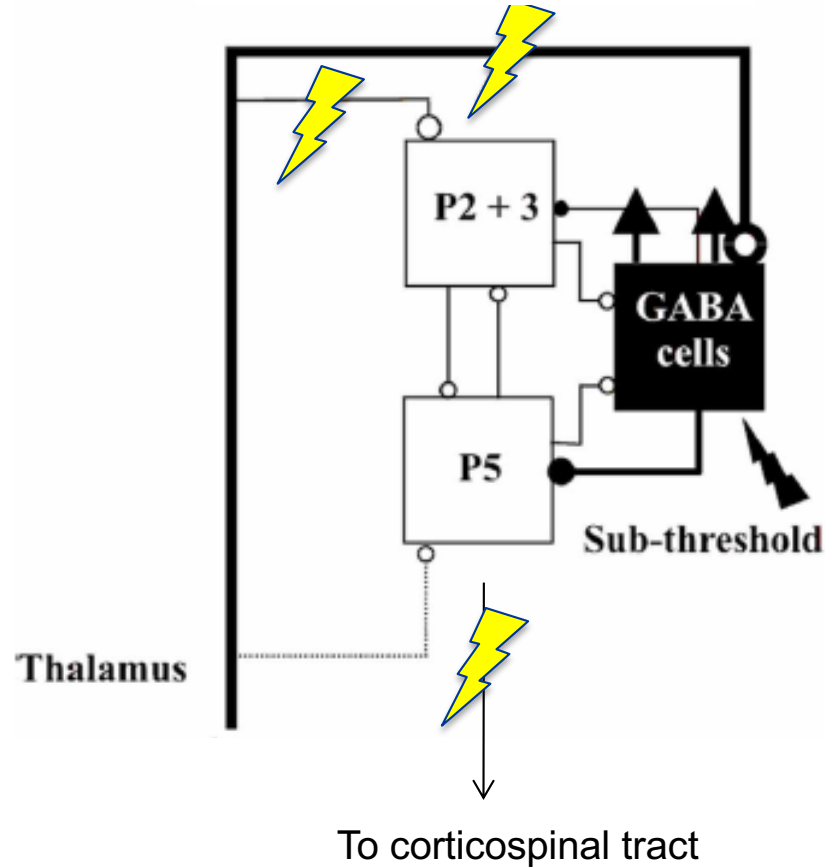 P2 + 3
GABA
cells
P5
Sub-threshold
Thalamus
To corticospinal tract